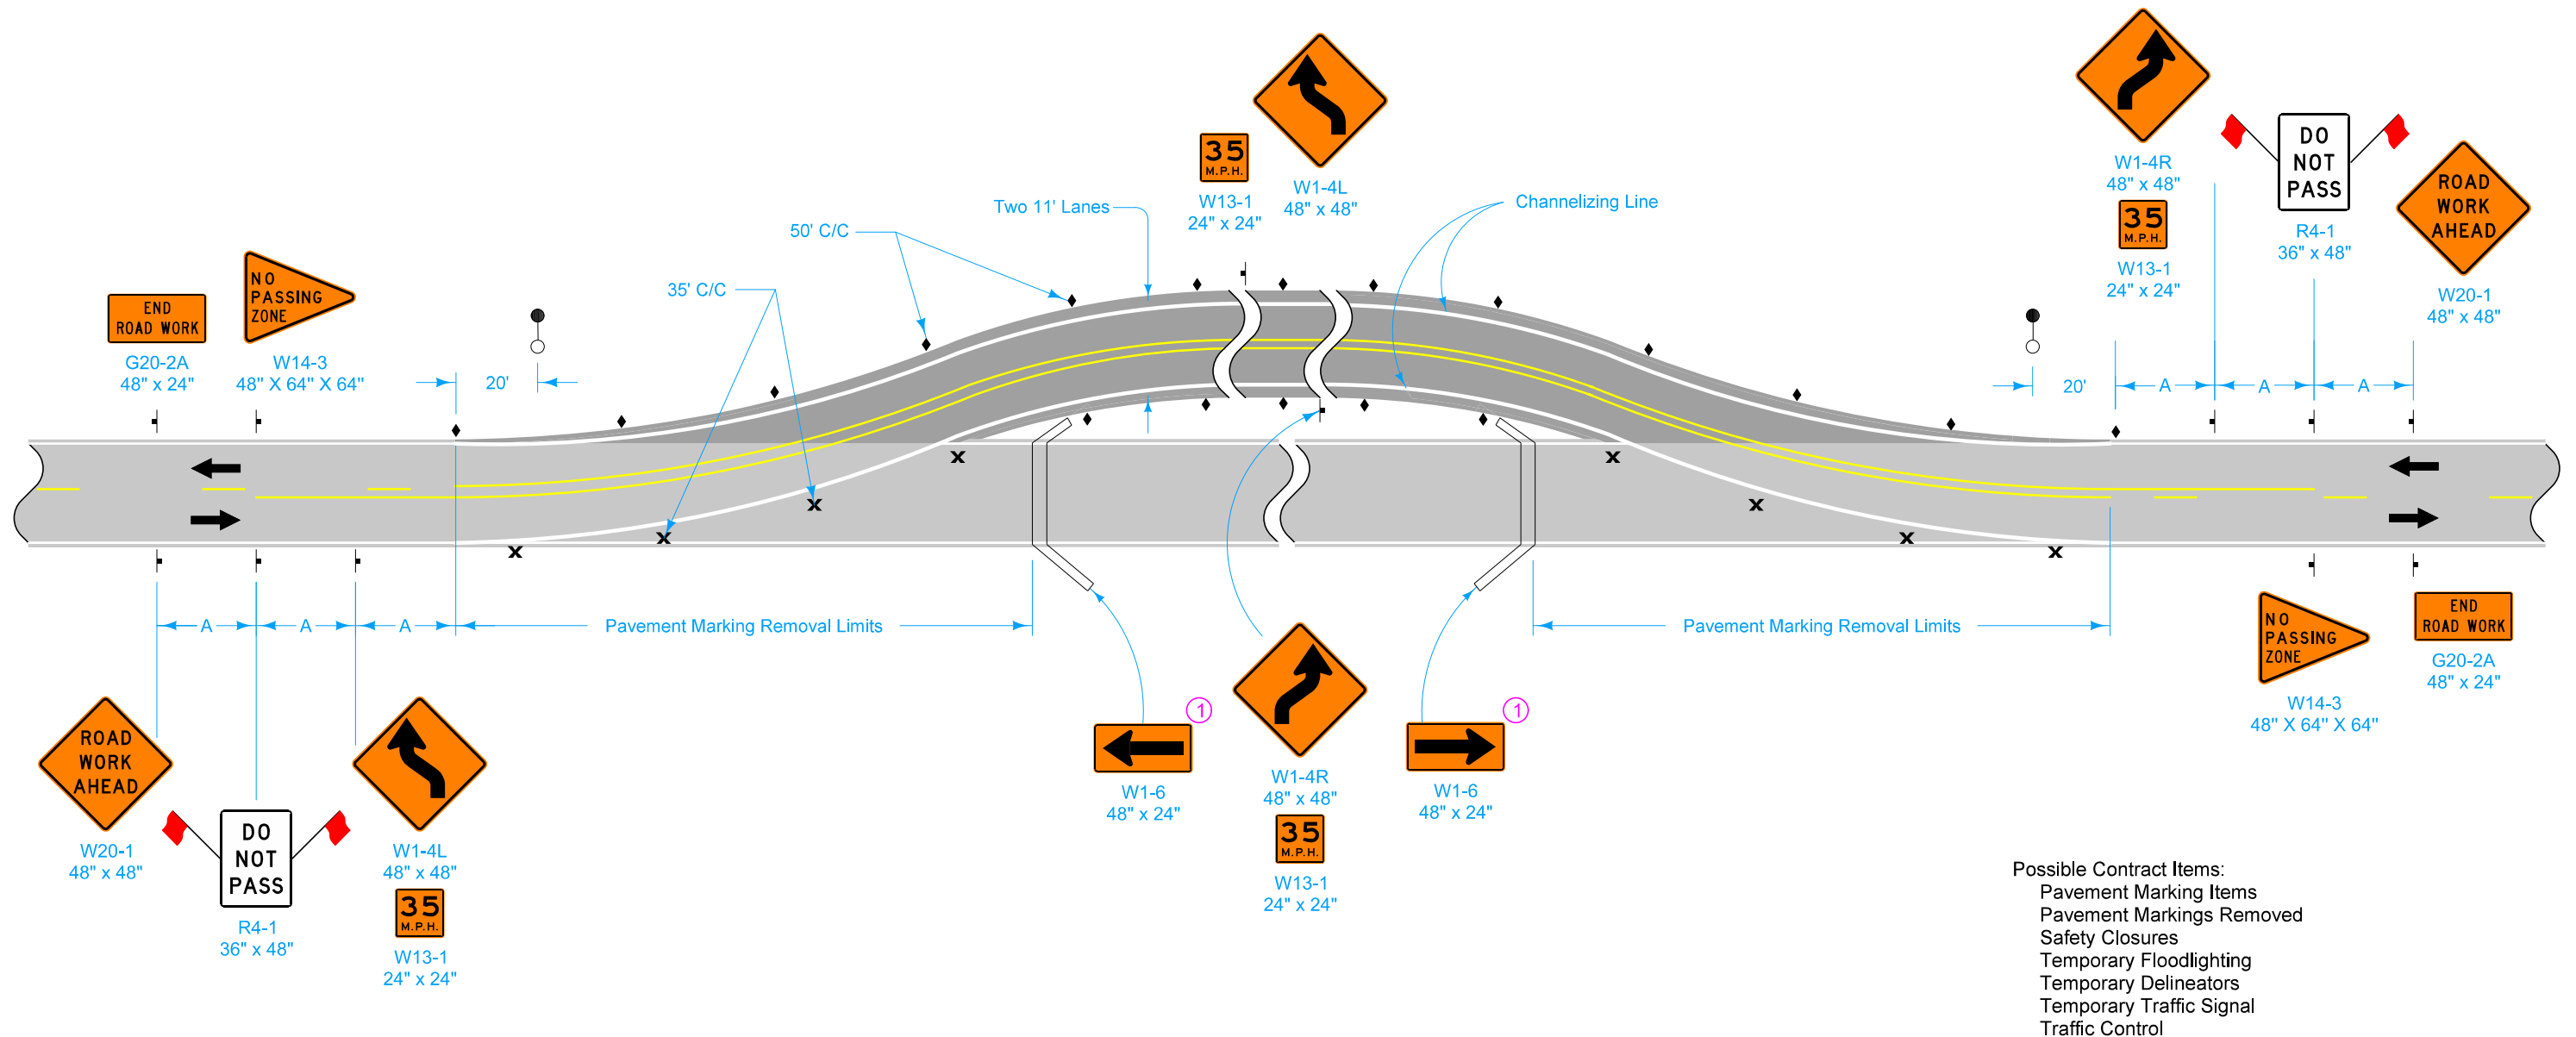 35
M.P.H.
W13-1
24" x 24"
W1-4L
48" x 48"
Two 11' Lanes
50' C/C
35' C/C
Channelizing Line
W1-4R
48" x 48"
35
M.P.H.
W13-1
24" x 24"
DO
NOT
PASS
R4-1
36" x 48"
ROAD
WORK
AHEAD
W20-1
48" x 48"
END
ROAD WORK
G20-2A
48" x 24"
NO
PASSING
ZONE
W14-3
48" X 64" X 64"
20'
20'
A
A
A
A
A
A
Pavement Marking Removal Limits
Pavement Marking Removal Limits
ROAD
WORK
AHEAD
W20-1
48" x 48"
DO
NOT
PASS
R4-1
36" x 48"
W1-4L
48" x 48"
35
M.P.H.
W13-1
24" x 24"
1
W1-6
48" x 24"
W1-4R
48" x 48"
35
M.P.H.
W13-1
24" x 24"
1
W1-6
48" x 24"
NO
PASSING
ZONE
W14-3
48" X 64" X 64"
END
ROAD WORK
G20-2A
48" x 24"
Possible Contract Items:
Pavement Marking Items
Pavement Markings Removed
Safety Closures
Temporary Floodlighting
Temporary Delineators
Temporary Traffic Signal
Traffic Control